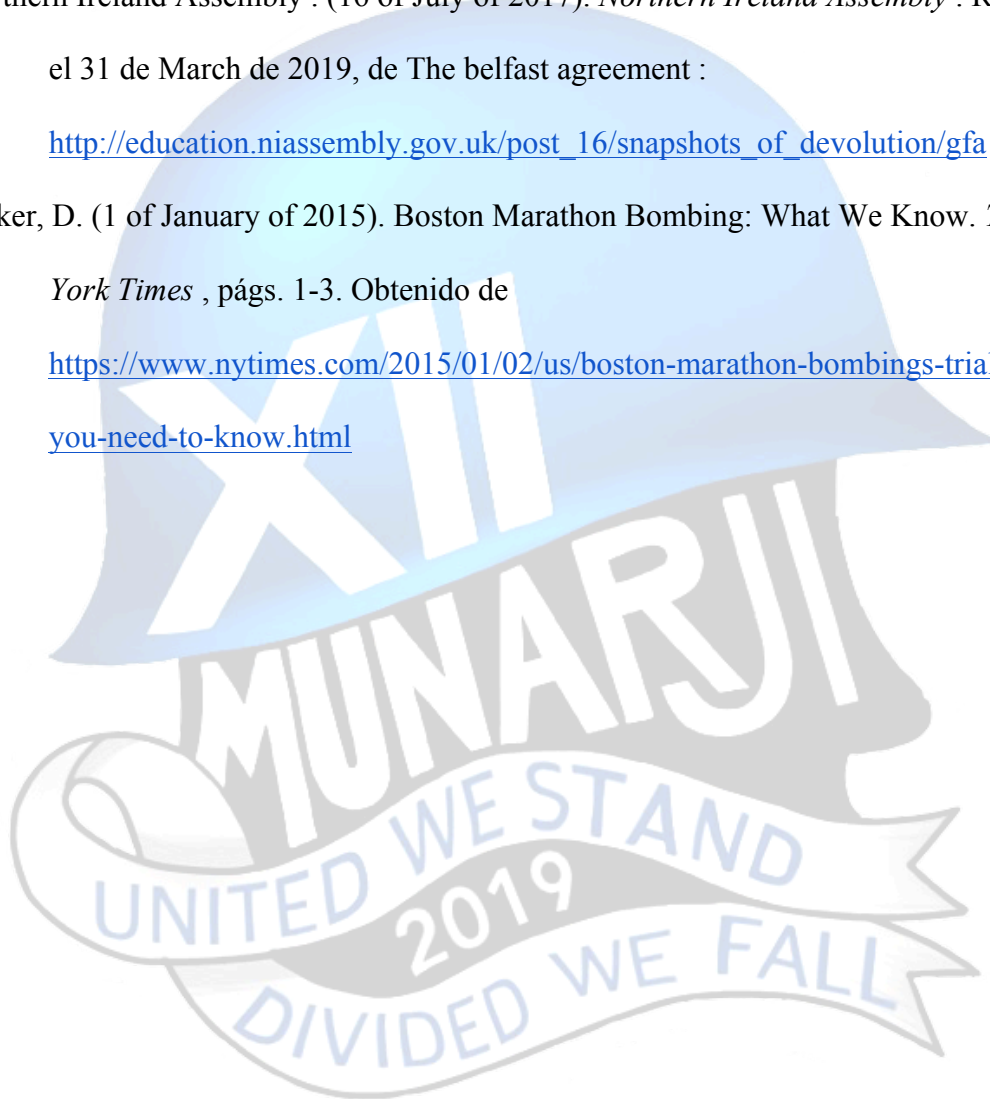 thern Ireland Assembly . (16 of July of 2017). Northern Ireland Assembly . R
el 31 de March de 2019, de The belfast agreement :
http://education.niassembly.gov.uk/post_16/snapshots_of_devolution/gfa
ker, D. (1 of January of 2015). Boston Marathon Bombing: What We Know.
York Times , págs. 1-3. Obtenido de
https://www.nytimes.com/2015/01/02/us/boston-marathon-bombings-trial
you-need-to-know.html
XII
MUNARJI
UNITED WE STAND
2019
DIVIDED WE FALL